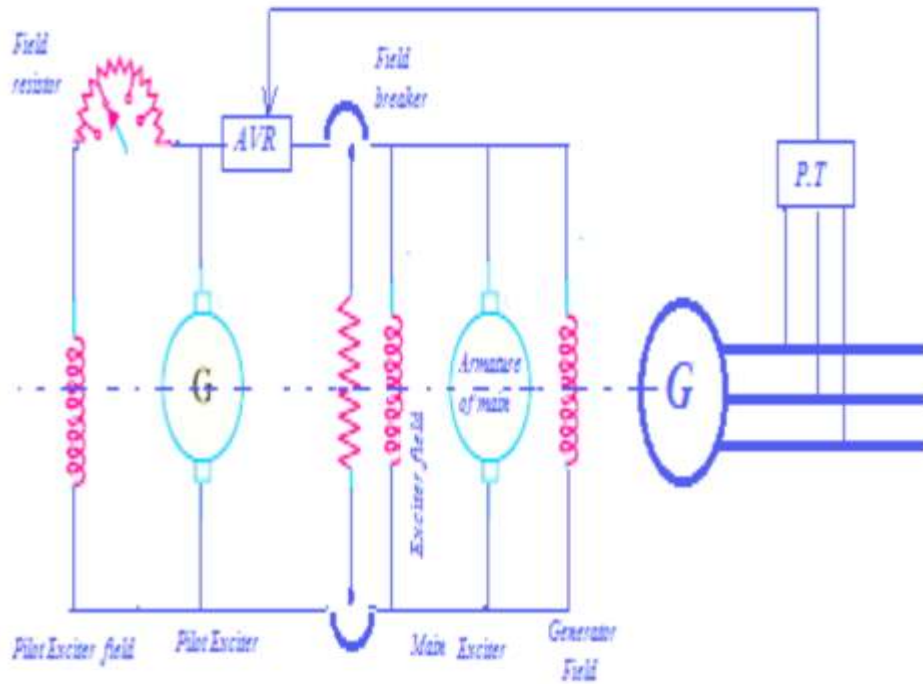 Field
resistor
Field
breaker
AVR
P.T
G
Armature
of main
G
Exciter field
Pilot Exciter field
Pilot Exciter
Main Exciter
Generator
Field